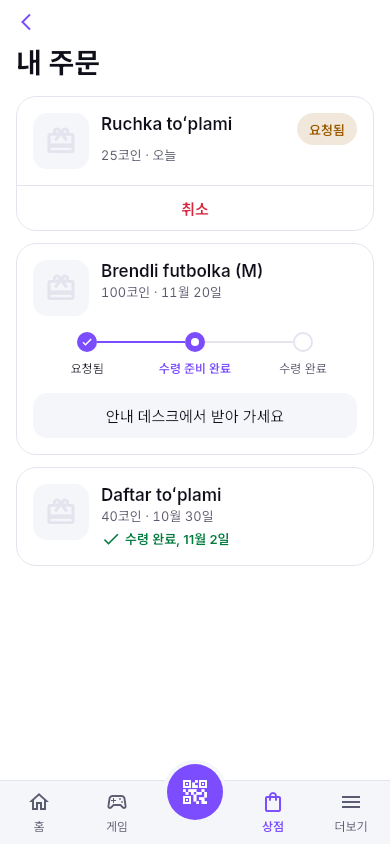 내 주문
Ruchka toʻplami
요청됨
25코인 · 오늘
취소
Brendli futbolka (M)
100코인 · 11월 20일
요청됨
수령 준비 완료
수령 완료
안내 데스크에서 받아 가세요
Daftar toʻplami
40코인 · 10월 30일
수령 완료, 11월 2일
홈
게임
상점
더보기